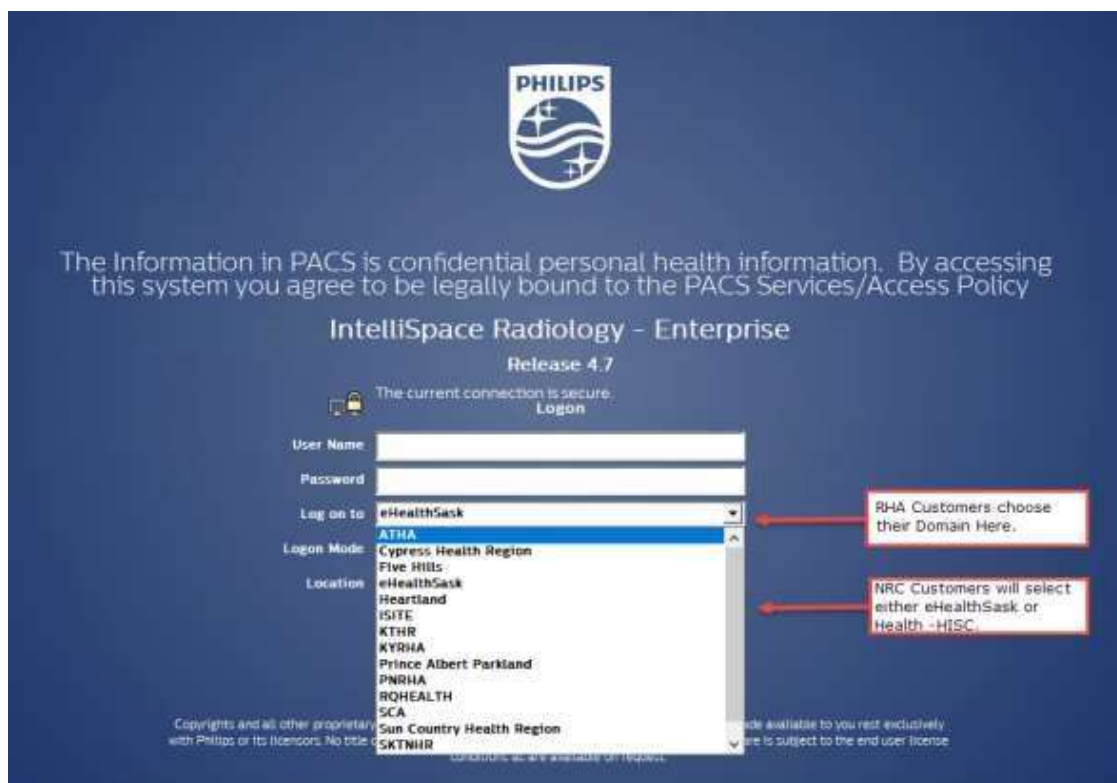 PHILIPS
The Information in PACS is confidential personal health information. By accessing
this system you agree to be legally bound to the PACS Services/Access Policy
IntelliSpace Radiology - Enterprise
Release 4.7
The current connection is secure.
Logon
User Name
Password
Log on to eHealthSask
RHA Customers choose
their Domain Here.
Logon Mode
Location
ATHA
Cypress Health Region
Five Hills
eHealthSask
Heartland
ISITE
KTHR
KYRHA
Prince Albert Parkland
PNRHA
RQHEALTH
SCA
Sun Country Health Region
SKTNHR
NRC Customers will select
either eHealthSask or
Health -HISC.
Copyrights and all other proprietary
ade available to you rest exclusively
with Philips or its licensors. No title
are is subject to the end user license
conditions as are available on request.